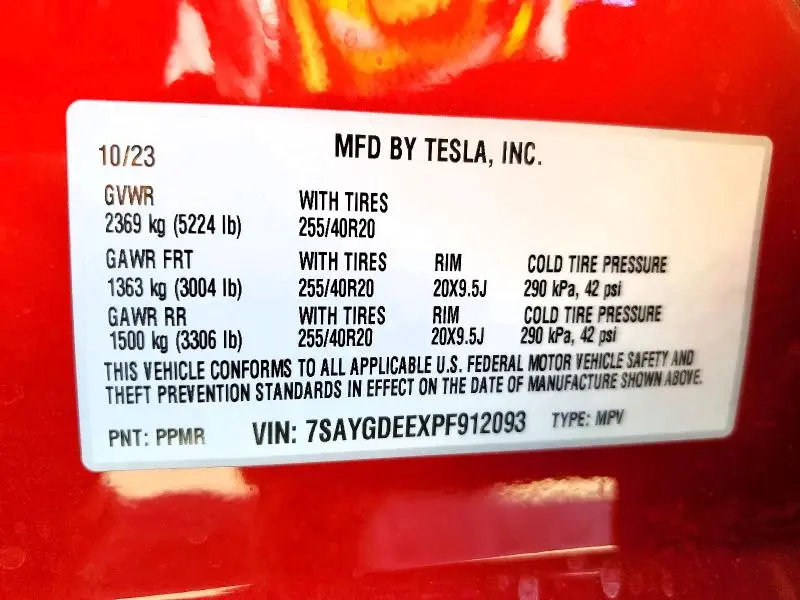 10/23 MFD BY TESLA, INC.
GVWR WITH TIRES
2369 kg (5224 lb) 255/40R20
GAWR FRT WITH TIRES RIM COLD TIRE PRESSURE
1363 kg (3004 lb) 255/40R20 20X9.5J 290 kPa, 42 psi
GAWR RR WITH TIRES RIM COLD TIRE PRESSURE
1500 kg (3306 lb) 255/40R20 20X9.5J 290 kPa, 42 psi
THIS VEHICLE CONFORMS TO ALL APPLICABLE U.S. FEDERAL MOTOR VEHICLE SAFETY AND
THEFT PREVENTION STANDARDS IN EFFECT ON THE DATE OF MANUFACTURE SHOWN ABOVE.
PNT: PPMR VIN: 7SAYGDEEXPF912093 TYPE: MPV